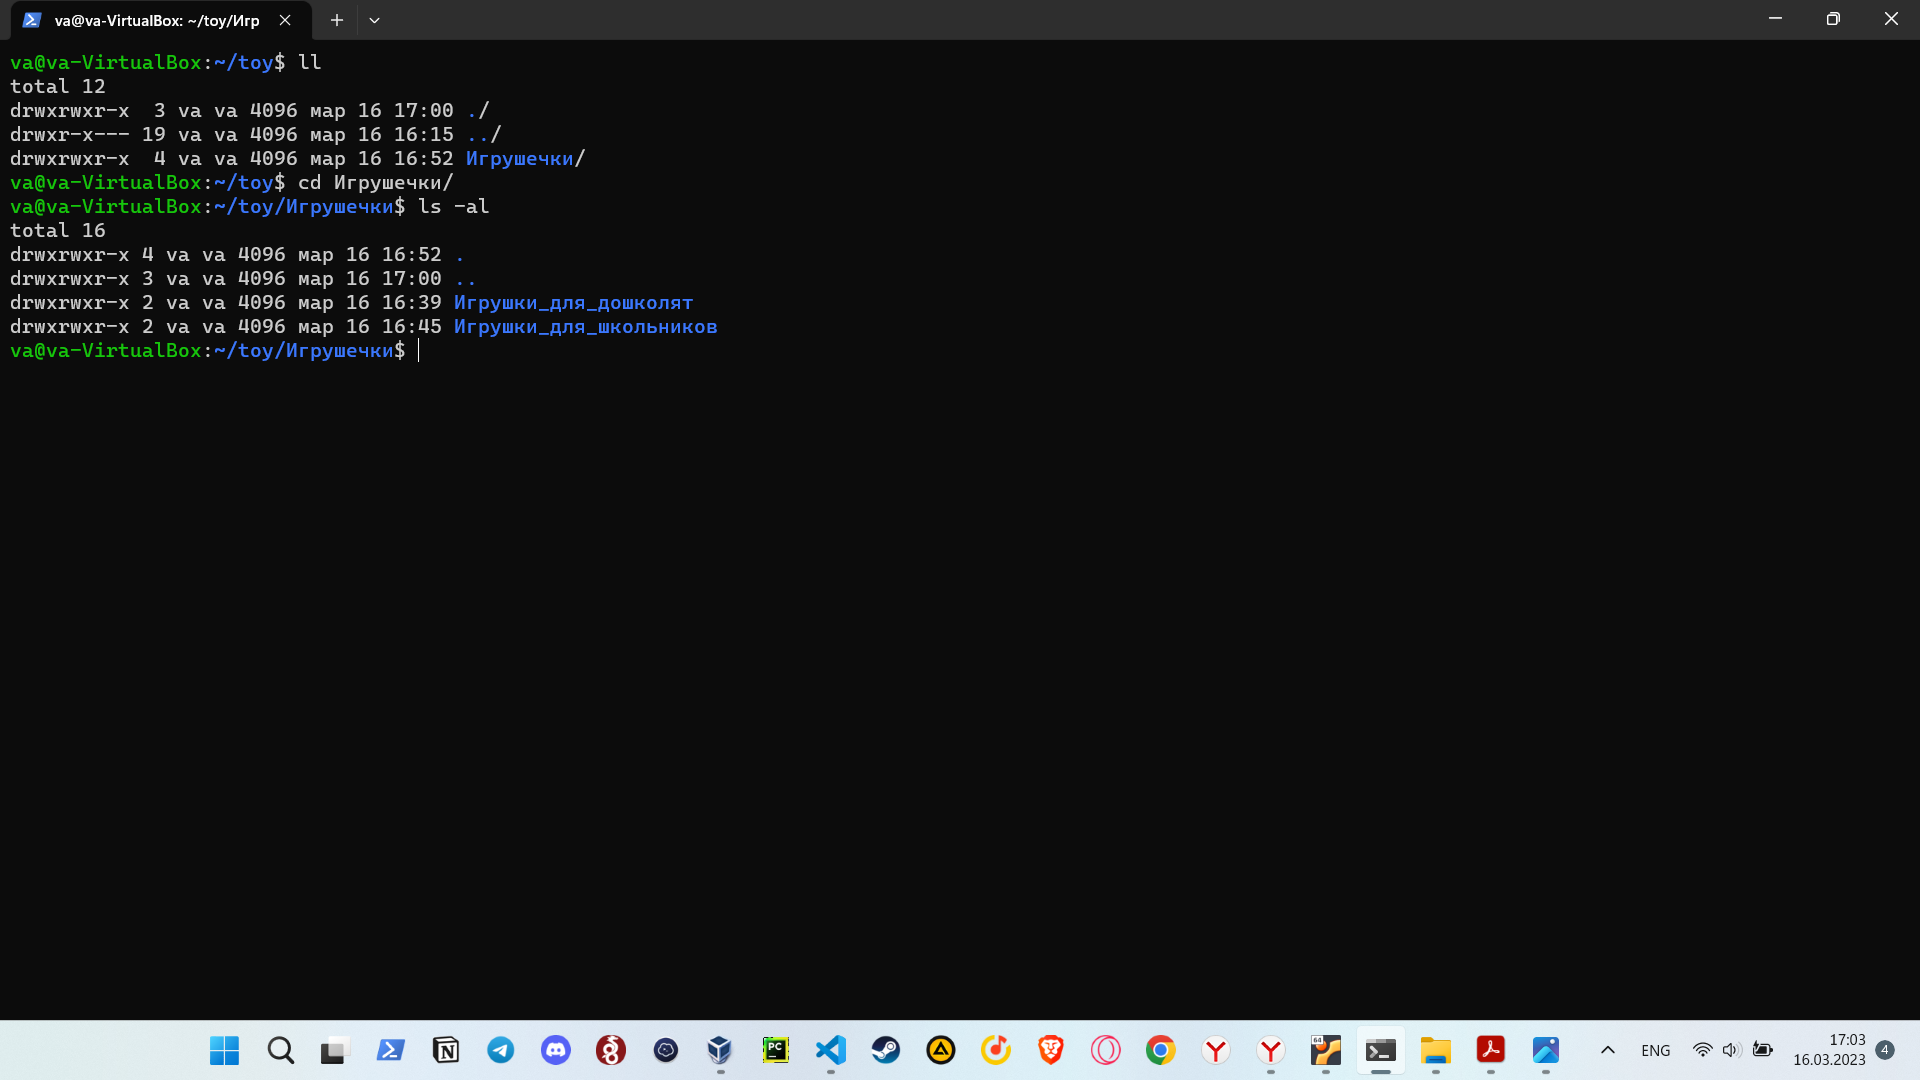 va@va-VirtualBox: ~/toy/Игр
va@va-VirtualBox:~/toy$ ll
total 12
drwxrwxr-x  3 va va 4096 мар 16 17:00 ./
drwxr-x--- 19 va va 4096 мар 16 16:15 ../
drwxrwxr-x  4 va va 4096 мар 16 16:52 Игрушечки/
va@va-VirtualBox:~/toy$ cd Игрушечки/
va@va-VirtualBox:~/toy/Игрушечки$ ls -al
total 16
drwxrwxr-x 4 va va 4096 мар 16 16:52 .
drwxrwxr-x 3 va va 4096 мар 16 17:00 ..
drwxrwxr-x 2 va va 4096 мар 16 16:39 Игрушки_для_дошколят
drwxrwxr-x 2 va va 4096 мар 16 16:45 Игрушки_для_школьников
va@va-VirtualBox:~/toy/Игрушечки$
PC
64
ENG
17:03
16.03.2023
4